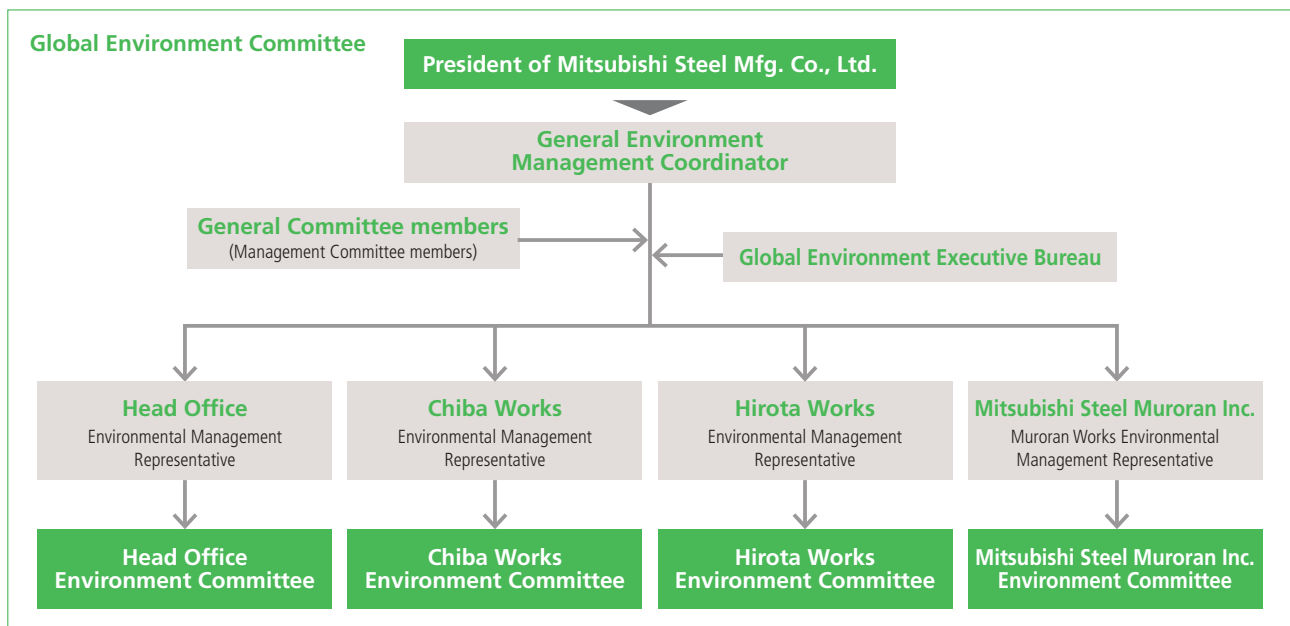 Global Environment Committee
President of Mitsubishi Steel Mfg. Co., Ltd.
General Environment
Management Coordinator
General Committee members
(Management Committee members)
Global Environment Executive Bureau
Head Office
Environmental Management
Representative
Chiba Works
Environmental Management
Representative
Hirota Works
Environmental Management
Representative
Mitsubishi Steel Muroran Inc.
Muroran Works Environmental
Management Representative
Head Office
Environment Committee
Chiba Works
Environment Committee
Hirota Works
Environment Committee
Mitsubishi Steel Muroran Inc.
Environment Committee